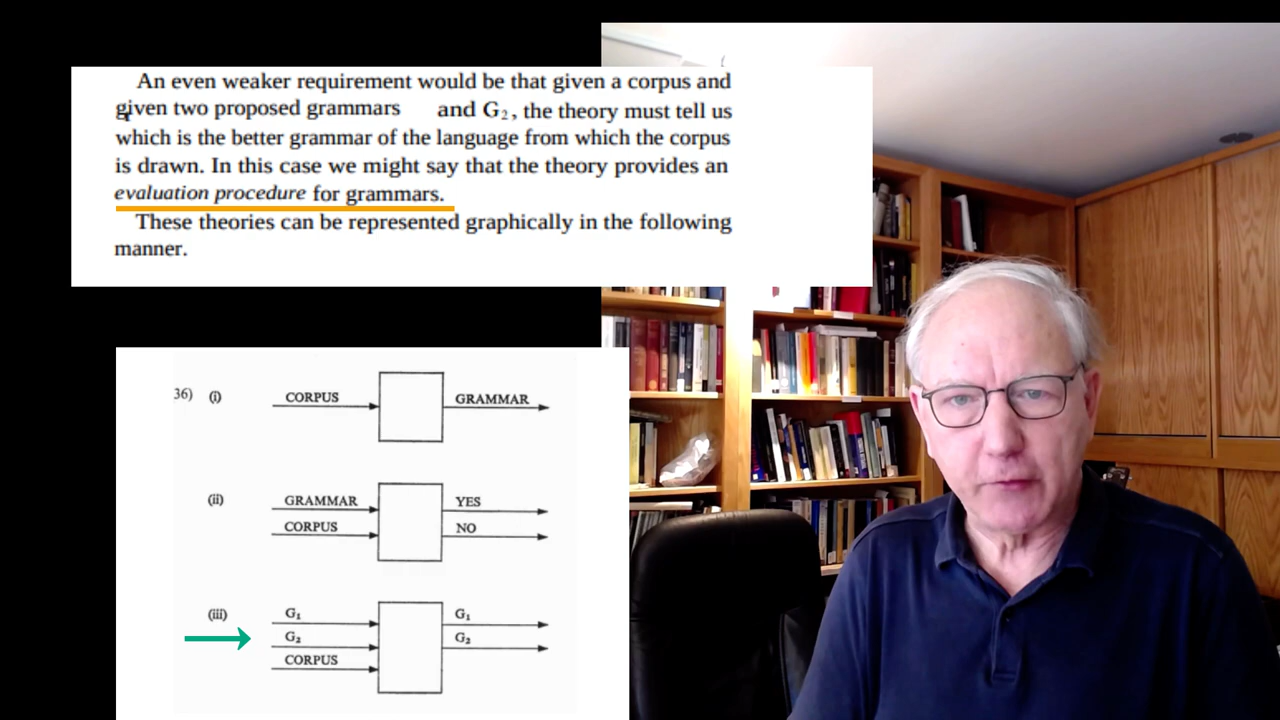 An even weaker requirement would be that given a corpus and
given two proposed grammars and G₂, the theory must tell us
which is the better grammar of the language from which the corpus
is drawn. In this case we might say that the theory provides an
evaluation procedure for grammars.
These theories can be represented graphically in the following
manner.
36) (i) CORPUS GRAMMAR
(ii) GRAMMAR YES
CORPUS NO
(iii) G₁ G₁
G₂ G₂
CORPUS